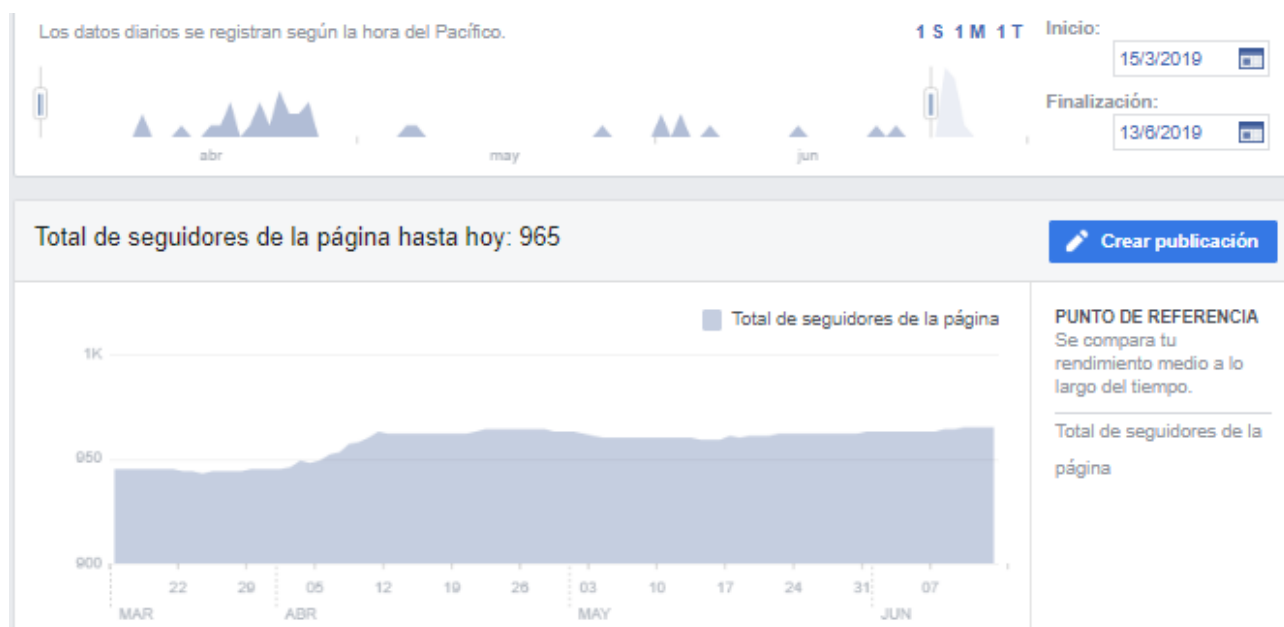 Los datos diarios se registran según la hora del Pacífico.
1 S 1 M 1 T
Inicio:
15/3/2019
Finalización:
13/6/2019
abr may jun
Total de seguidores de la página hasta hoy: 965
Crear publicación
Total de seguidores de la página
1K
950
900
22 29 05 12 19 26 03 10 17 24 31 07
MAR ABR MAY JUN
PUNTO DE REFERENCIA
Se compara tu
rendimiento medio a lo
largo del tiempo.
Total de seguidores de la
página